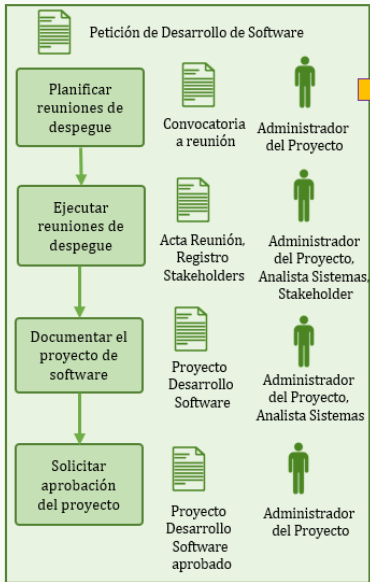 Petición de Desarrollo de Software
Planificar
reuniones de
despegue
Convocatoria
a reunión
Administrador
del Proyecto
Ejecutar
reuniones de
despegue
Acta Reunión,
Registro
Stakeholders
Administrador
del Proyecto,
Analista Sistemas,
Stakeholder
Documentar el
proyecto de
software
Proyecto
Desarrollo
Software
Administrador
del Proyecto,
Analista Sistemas
Solicitar
aprobación
del proyecto
Proyecto
Desarrollo
Software
aprobado
Administrador
del Proyecto